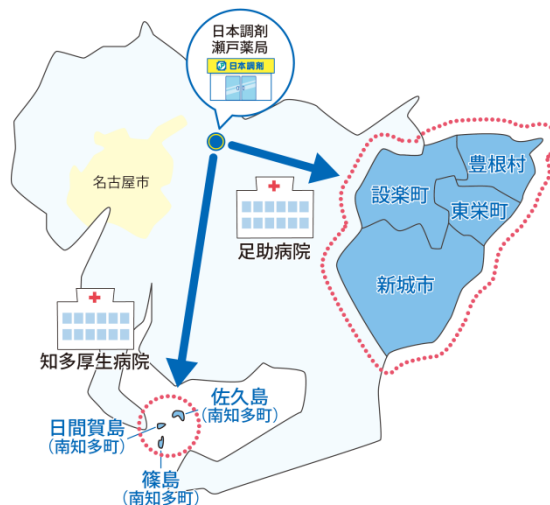 日本調剤
瀬戸薬局
日本調剤
名古屋市
豊根村
設楽町
東栄町
足助病院
新城市
知多厚生病院
佐久島
(南知多町)
日間賀島
(南知多町)
篠島
(南知多町)